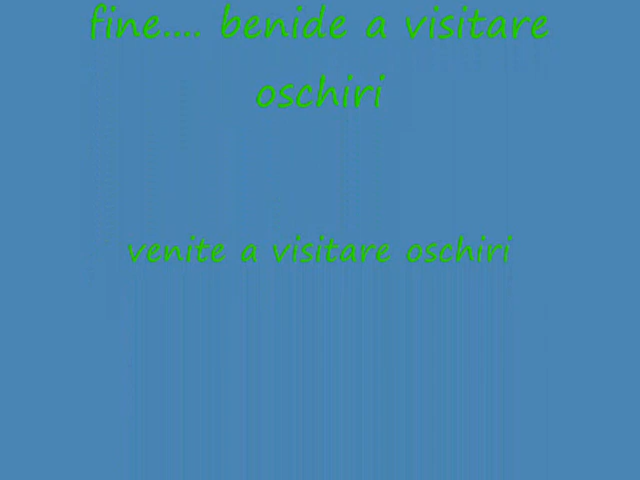 fine.... benide a visitare
oschiri
venite a visitare oschiri